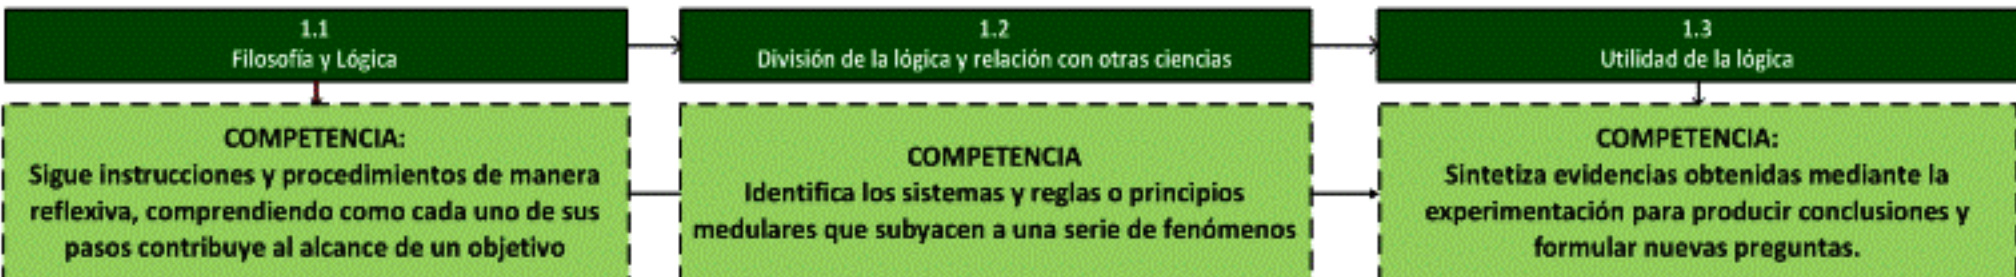 1.1
Filosofía y Lógica
1.2
División de la lógica y relación con otras ciencias
1.3
Utilidad de la lógica
COMPETENCIA:
Sigue instrucciones y procedimientos de manera
reflexiva, comprendiendo como cada uno de sus
pasos contribuye al alcance de un objetivo
COMPETENCIA
Identifica los sistemas y reglas o principios
medulares que subyacen a una serie de fenómenos
COMPETENCIA:
Sintetiza evidencias obtenidas mediante la
experimentación para producir conclusiones y
formular nuevas preguntas.